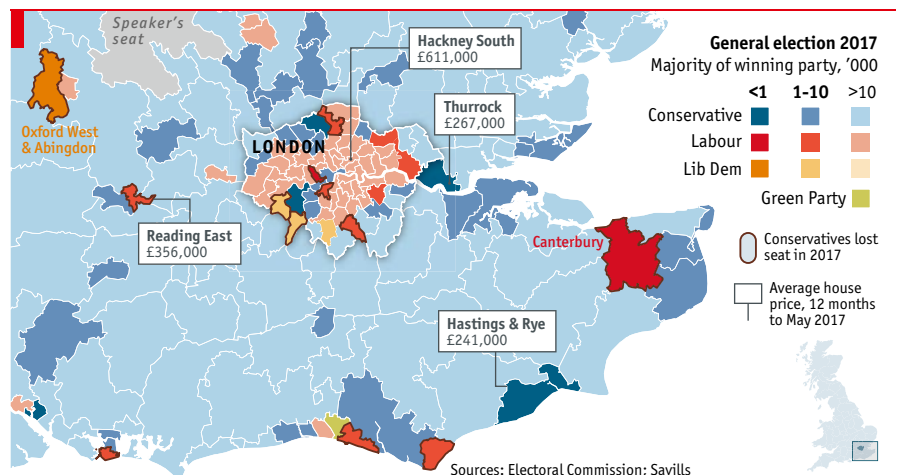 General election 2017
Majority of winning party, '000
<1 1-10 >10
Conservative
Labour
Lib Dem
Green Party
Conservatives lost
seat in 2017
Average house
price, 12 months
to May 2017
Speaker's
seat
Hackney South
£611,000
Thurrock
£267,000
LONDON
Oxford West
& Abingdon
Reading East
£356,000
Canterbury
Hastings & Rye
£241,000
Sources: Electoral Commission; Savills